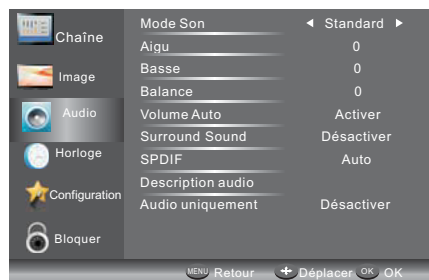 Chaîne
Image
Audio
Horloge
Configuration
Bloquer
Mode Son Standard
Aigu 0
Basse 0
Balance 0
Volume Auto Activer
Surround Sound Désactiver
SPDIF Auto
Description audio
Audio uniquement Désactiver
MENU Retour Déplacer OK OK